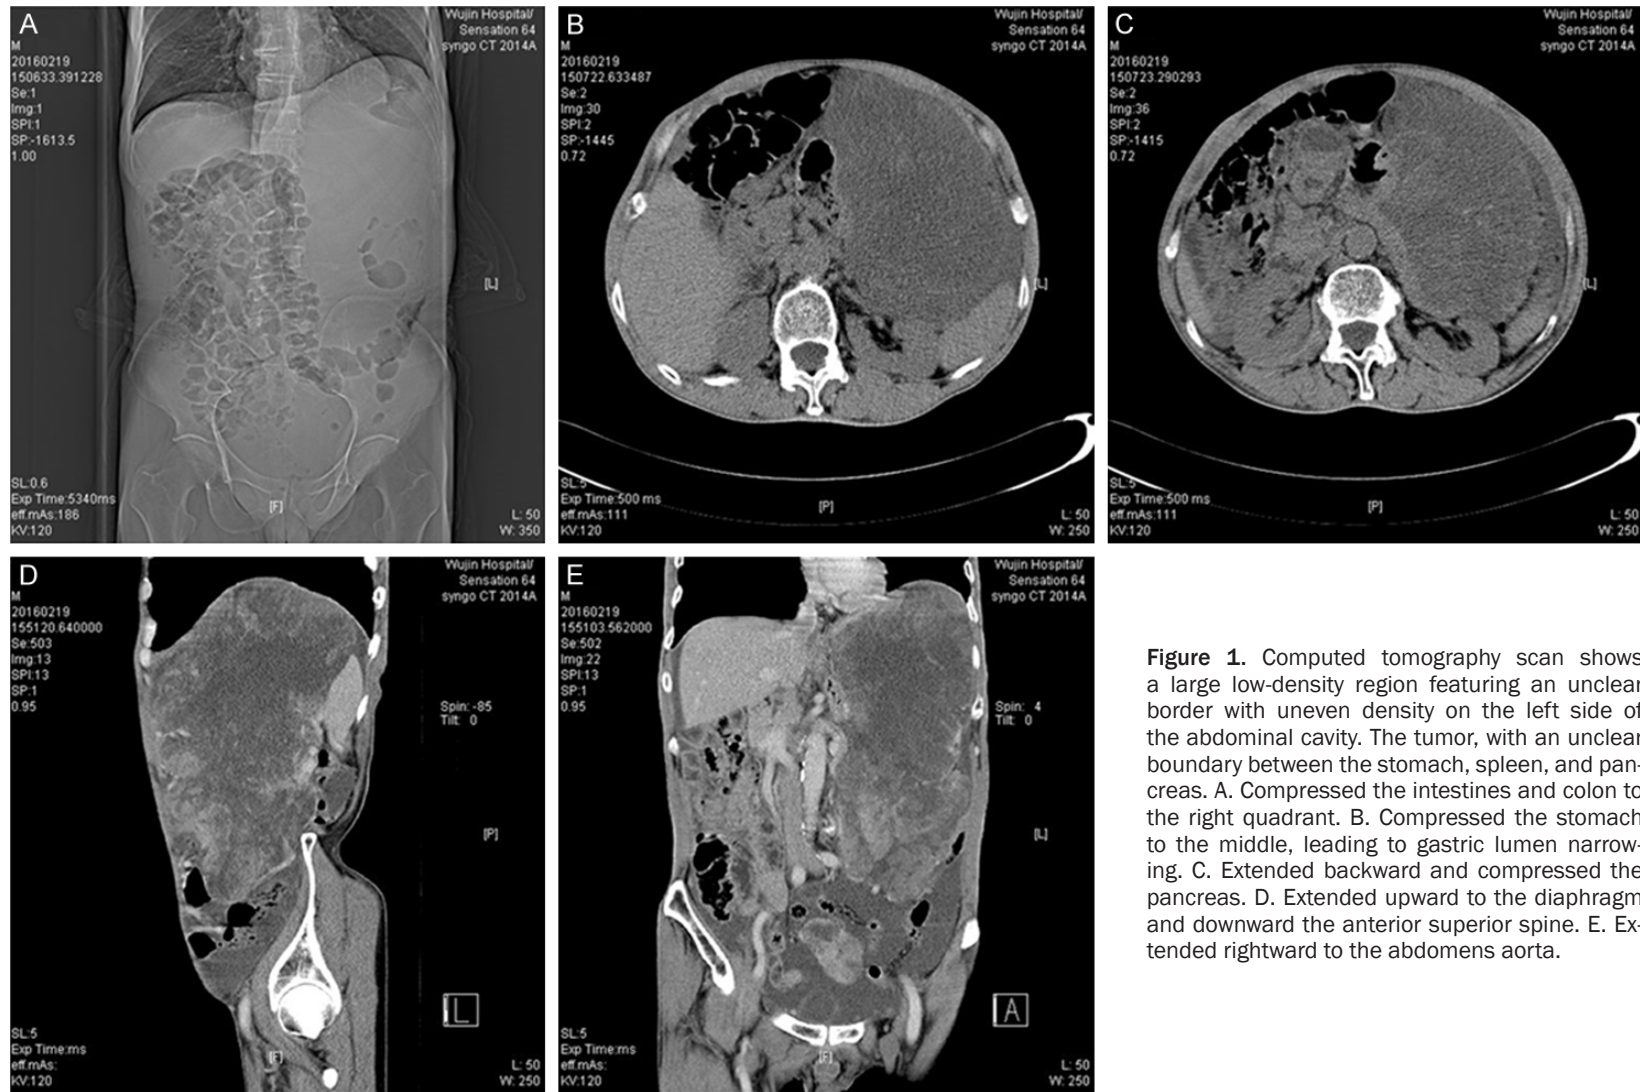 A
Wujin Hospital/
Sensation 64
syngo CT 2014A
M
20160219
150633.391228
Se:1
Img:1
SPI:1
SP:-1613.5
1.00
[L]
SL:0.6
Exp Time:5340ms
eff.mAs:186
KV:120
[F]
L: 50
W: 350
B
Wujin Hospital/
Sensation 64
syngo CT 2014A
M
20160219
150722.633487
Se:2
Img:30
SPI:2
SP:-1445
0.72
[L]
SL:5
Exp Time:500 ms
eff.mAs:111
KV:120
[P]
L: 50
W: 250
C
Wujin Hospital/
Sensation 64
syngo CT 2014A
M
20160219
150723.290293
Se:2
Img:36
SPI:2
SP:-1415
0.72
[L]
SL:5
Exp Time:500 ms
eff.mAs:111
KV:120
[P]
L: 50
W: 250
D
Wujin Hospital/
Sensation 64
syngo CT 2014A
M
20160219
155120.640000
Se:503
Img:13
SPI:13
SP:1
0.95
Spin: -85
Tilt: 0
[P]
L
SL:5
Exp Time:ms
eff.mAs:
KV:120
[F]
L: 50
W: 250
E
Wujin Hospital/
Sensation 64
syngo CT 2014A
M
20160219
155103.562000
Se:502
Img:22
SPI:13
SP:1
0.95
Spin: 4
Tilt: 0
[L]
A
SL:5
Exp Time:ms
eff.mAs:
KV:120
[F]
L: 50
W: 250
Figure 1. Computed tomography scan shows
a large low-density region featuring an unclear
border with uneven density on the left side of
the abdominal cavity. The tumor, with an unclear
boundary between the stomach, spleen, and pan-
creas. A. Compressed the intestines and colon to
the right quadrant. B. Compressed the stomach
to the middle, leading to gastric lumen narrow-
ing. C. Extended backward and compressed the
pancreas. D. Extended upward to the diaphragm
and downward the anterior superior spine. E. Ex-
tended rightward to the abdomens aorta.